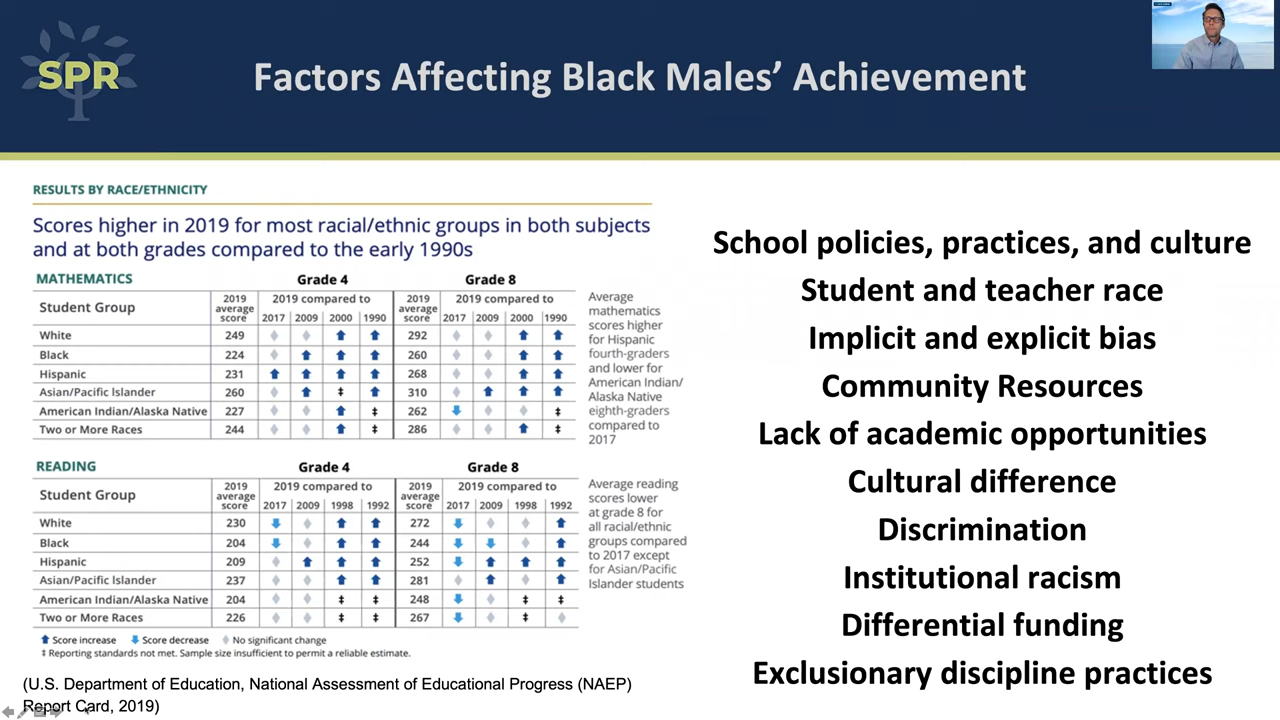 SPR
Factors Affecting Black Males' Achievement
RESULTS BY RACE/ETHNICITY
Scores higher in 2019 for most racial/ethnic groups in both subjects
and at both grades compared to the early 1990s
MATHEMATICS Grade 4 Grade 8
Student Group 2019 average score 2019 compared to 2019 average score 2019 compared to
2017 2009 2000 1990 2017 2009 2000 1990
White 249 292
Black 224 260
Hispanic 231 268
Asian/Pacific Islander 260 ‡ 310
American Indian/Alaska Native 227 ‡ 262 ‡
Two or More Races 244 ‡ 286 ‡
Average
mathematics
scores higher
for Hispanic
fourth-graders
and lower for
American Indian/
Alaska Native
eighth-graders
compared to
2017
READING Grade 4 Grade 8
Student Group 2019 average score 2019 compared to 2019 average score 2019 compared to
2017 2009 1998 1992 2017 2009 1998 1992
White 230 272
Black 204 244
Hispanic 209 252
Asian/Pacific Islander 237 281
American Indian/Alaska Native 204 ‡ ‡ 248 ‡ ‡
Two or More Races 226 ‡ ‡ 267 ‡
Average reading
scores lower
at grade 8 for
all racial/ethnic
groups compared
to 2017 except
for Asian/Pacific
Islander students
Score increase Score decrease No significant change
‡ Reporting standards not met. Sample size insufficient to permit a reliable estimate.
(U.S. Department of Education, National Assessment of Educational Progress (NAEP)
Report Card, 2019)
School policies, practices, and culture
Student and teacher race
Implicit and explicit bias
Community Resources
Lack of academic opportunities
Cultural difference
Discrimination
Institutional racism
Differential funding
Exclusionary discipline practices